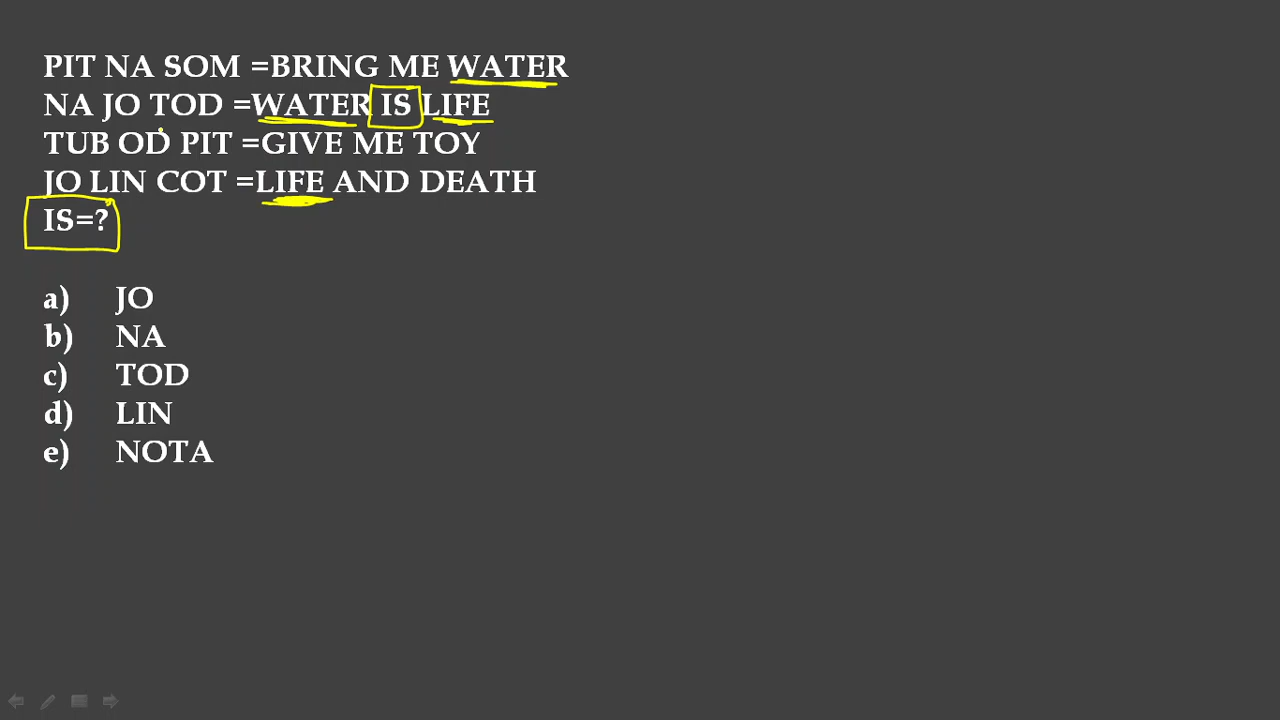 PIT NA SOM =BRING ME WATER
NA JO TOD =WATER IS LIFE
TUB OD PIT =GIVE ME TOY
JO LIN COT =LIFE AND DEATH
IS=?
a) JO
b) NA
c) TOD
d) LIN
e) NOTA